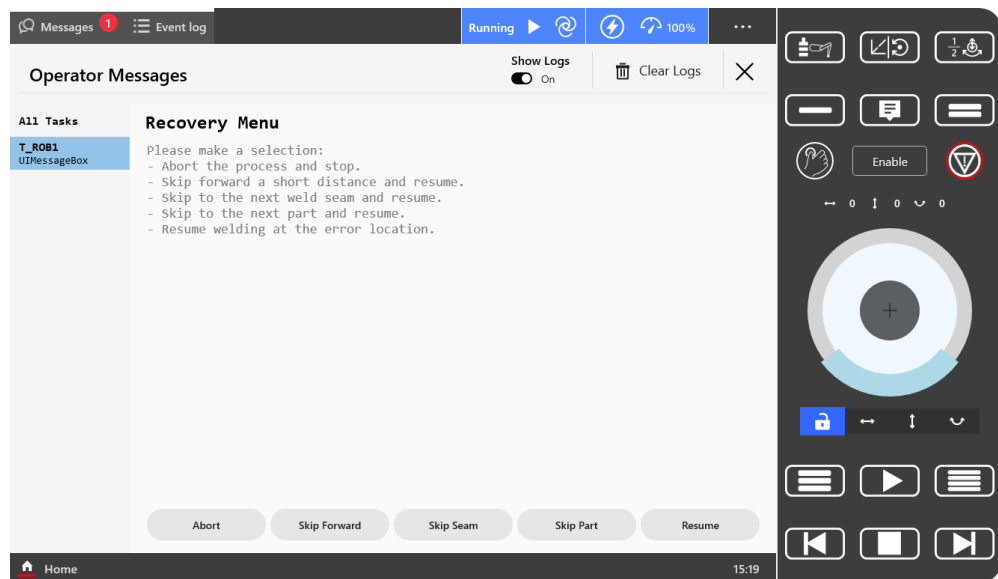 Messages 1 Event log Running 100% ...
Operator Messages Show Logs On Clear Logs
All Tasks
T_ROB1
UIMessageBox
Recovery Menu
Please make a selection:
- Abort the process and stop.
- Skip forward a short distance and resume.
- Skip to the next weld seam and resume.
- Skip to the next part and resume.
- Resume welding at the error location.
Abort Skip Forward Skip Seam Skip Part Resume
Home 15:19
1
2
Enable
0 0 0